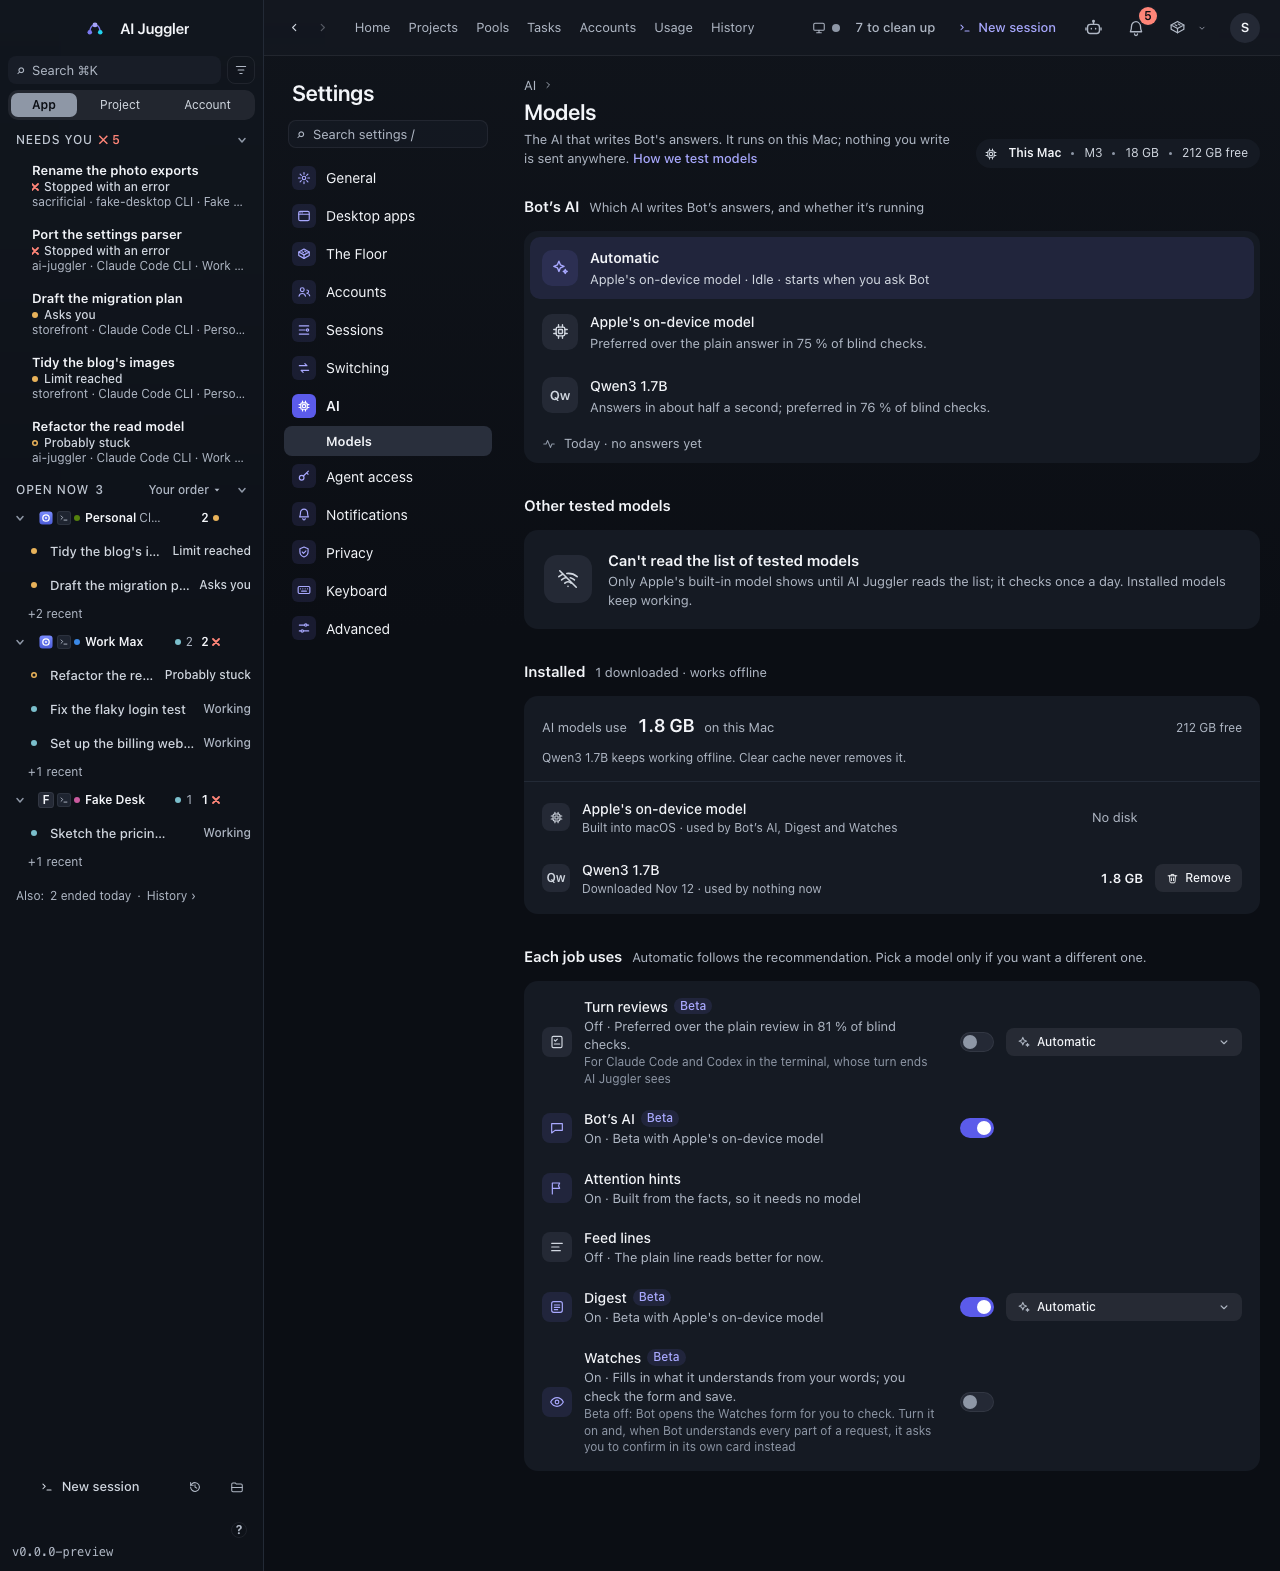 AI Juggler
Search ⌘K
App
Project
Account
NEEDS YOU 5
Rename the photo exports
Stopped with an error
sacrificial · fake-desktop CLI · Fake ...
Port the settings parser
Stopped with an error
ai-juggler · Claude Code CLI · Work ...
Draft the migration plan
Asks you
storefront · Claude Code CLI · Perso...
Tidy the blog's images
Limit reached
storefront · Claude Code CLI · Perso...
Refactor the read model
Probably stuck
ai-juggler · Claude Code CLI · Work ...
OPEN NOW 3
Your order
Personal Cl...
2
Tidy the blog's i...
Limit reached
Draft the migration p...
Asks you
+2 recent
Work Max
2
2
Refactor the re...
Probably stuck
Fix the flaky login test
Working
Set up the billing web...
Working
+1 recent
F
Fake Desk
1
1
Sketch the pricin...
Working
+1 recent
Also: 2 ended today · History ›
New session
?
v0.0.0-preview
Home
Projects
Pools
Tasks
Accounts
Usage
History
7 to clean up
New session
5
S
Settings
Search settings /
General
Desktop apps
The Floor
Accounts
Sessions
Switching
AI
Models
Agent access
Notifications
Privacy
Keyboard
Advanced
AI ›
Models
The AI that writes Bot's answers. It runs on this Mac; nothing you write
is sent anywhere. How we test models
This Mac • M3 • 18 GB • 212 GB free
Bot's AI Which AI writes Bot's answers, and whether it's running
Automatic
Apple's on-device model · Idle · starts when you ask Bot
Apple's on-device model
Preferred over the plain answer in 75 % of blind checks.
Qw
Qwen3 1.7B
Answers in about half a second; preferred in 76 % of blind checks.
Today · no answers yet
Other tested models
Can't read the list of tested models
Only Apple's built-in model shows until AI Juggler reads the list; it checks once a day. Installed models
keep working.
Installed 1 downloaded · works offline
AI models use 1.8 GB on this Mac
212 GB free
Qwen3 1.7B keeps working offline. Clear cache never removes it.
Apple's on-device model
Built into macOS · used by Bot's AI, Digest and Watches
No disk
Qw
Qwen3 1.7B
Downloaded Nov 12 · used by nothing now
1.8 GB
Remove
Each job uses Automatic follows the recommendation. Pick a model only if you want a different one.
Turn reviews Beta
Off · Preferred over the plain review in 81 % of blind
checks.
For Claude Code and Codex in the terminal, whose turn ends
AI Juggler sees
Automatic
Bot's AI Beta
On · Beta with Apple's on-device model
Attention hints
On · Built from the facts, so it needs no model
Feed lines
Off · The plain line reads better for now.
Digest Beta
On · Beta with Apple's on-device model
Automatic
Watches Beta
On · Fills in what it understands from your words; you
check the form and save.
Beta off: Bot opens the Watches form for you to check. Turn it
on and, when Bot understands every part of a request, it asks
you to confirm in its own card instead